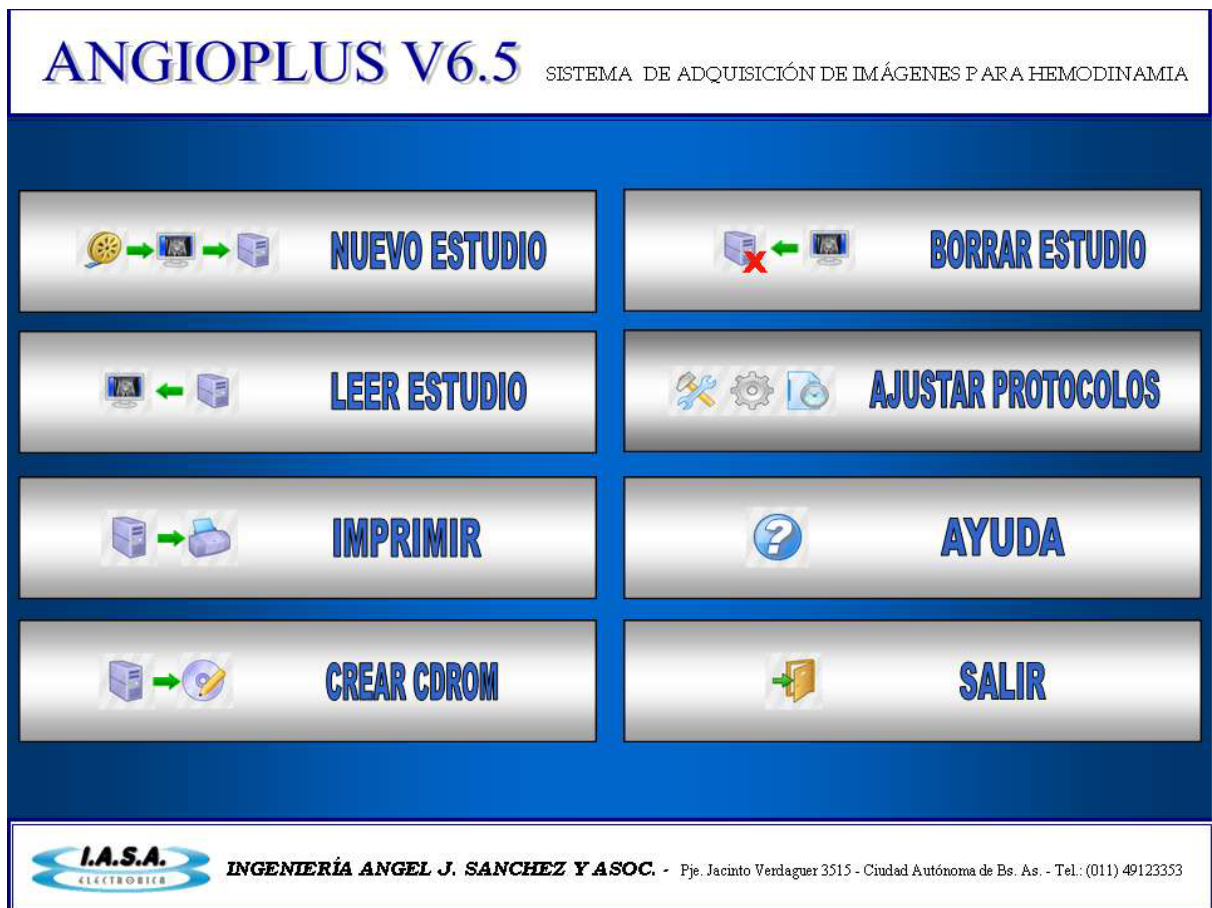 ANGIOPLUS V6.5 SISTEMA DE ADQUISICIÓN DE IMÁGENES PARA HEMODINAMIA
NUEVO ESTUDIO
BORRAR ESTUDIO
LEER ESTUDIO
AJUSTAR PROTOCOLOS
IMPRIMIR
AYUDA
CREAR CDROM
SALIR
I.A.S.A.
ELECTRONICA
INGENIERÍA ANGEL J. SANCHEZ Y ASOC. - Pje. Jacinto Verdaguer 3515 - Ciudad Autónoma de Bs. As. - Tel.: (011) 49123353